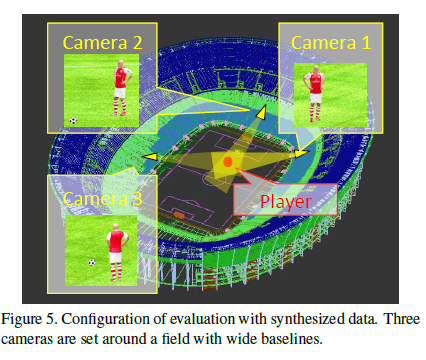 Camera 2
Camera 1
Camera 3
Player
Figure 5. Configuration of evaluation with synthesized data. Three
cameras are set around a field with wide baselines.